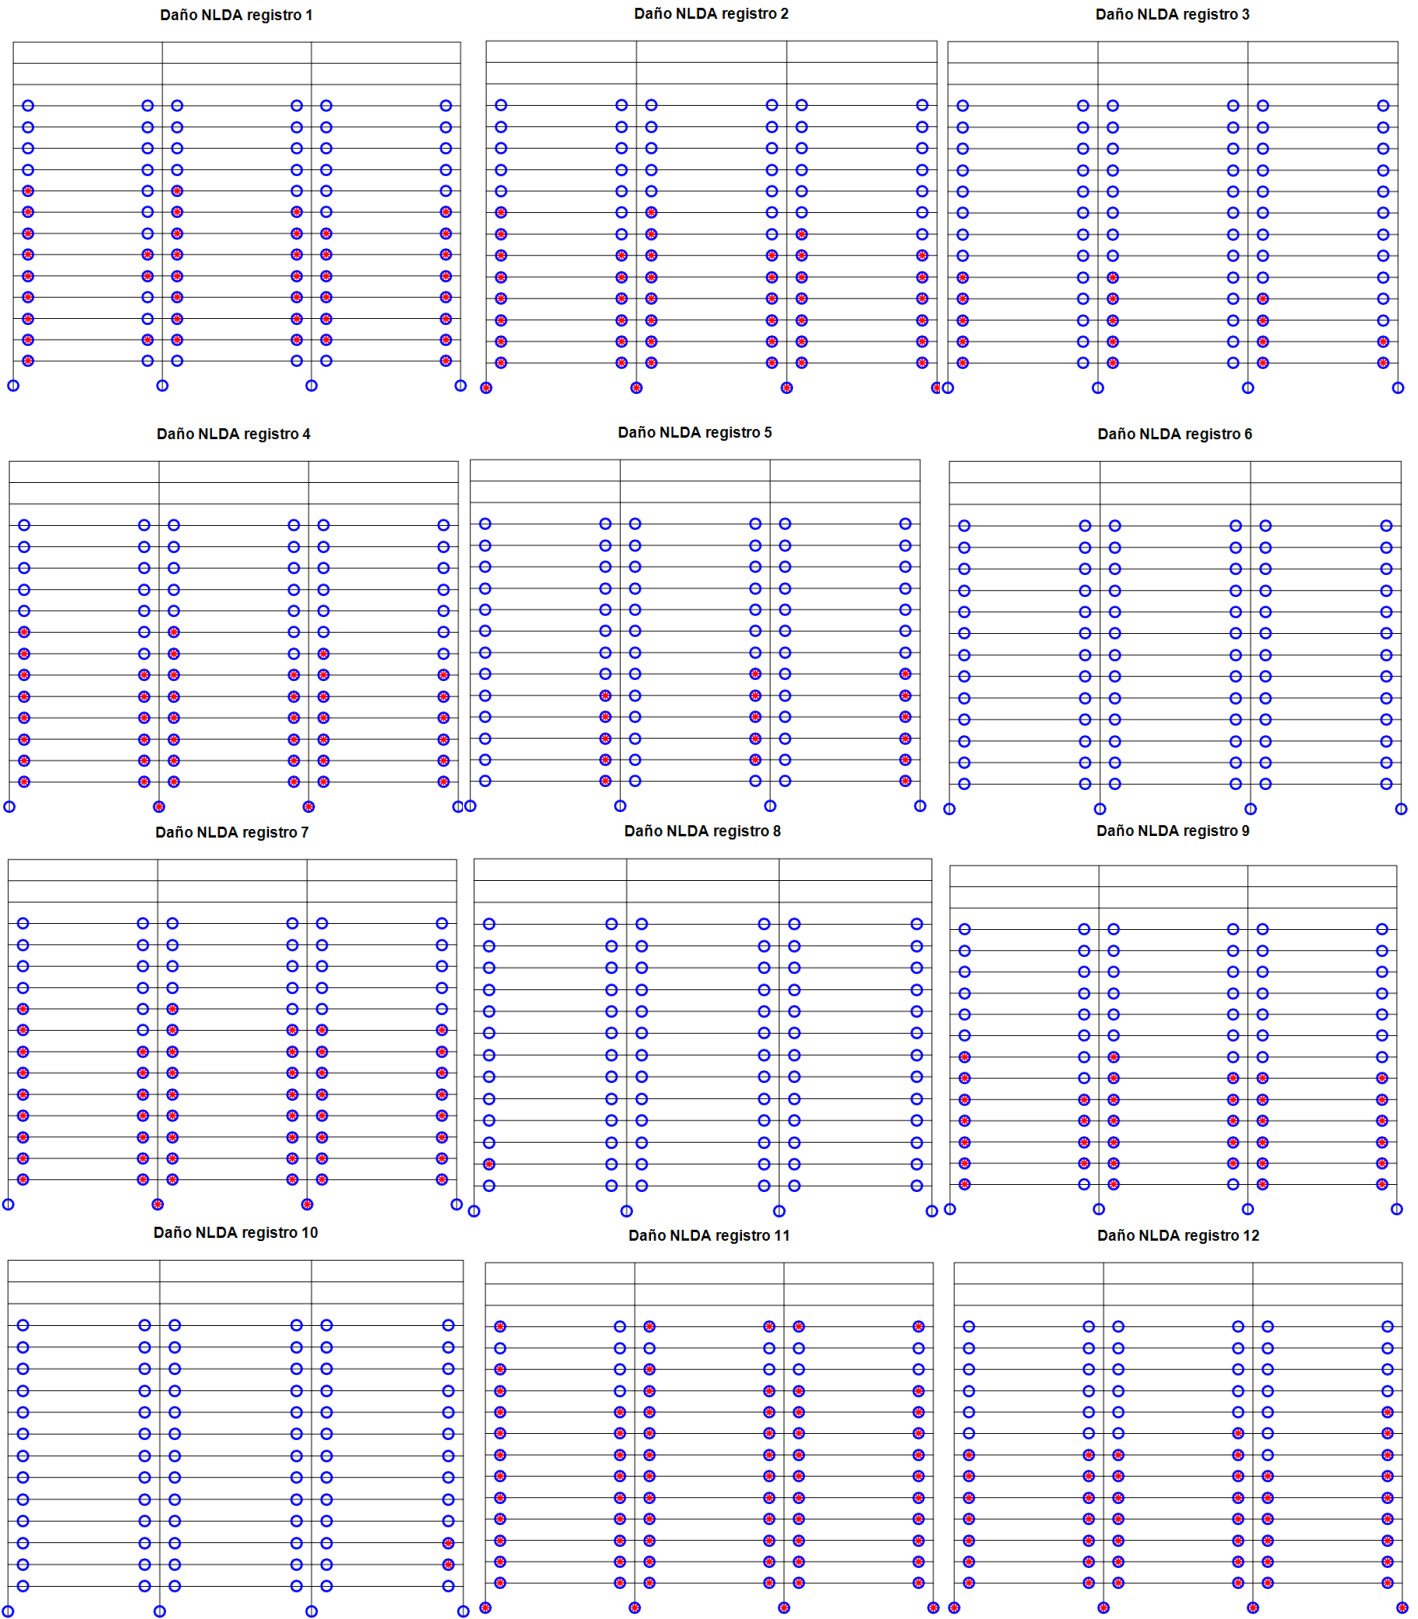 Daño NLDA registro 1
Daño NLDA registro 2
Daño NLDA registro 3
Daño NLDA registro 4
Daño NLDA registro 5
Daño NLDA registro 6
Daño NLDA registro 7
Daño NLDA registro 8
Daño NLDA registro 9
Daño NLDA registro 10
Daño NLDA registro 11
Daño NLDA registro 12